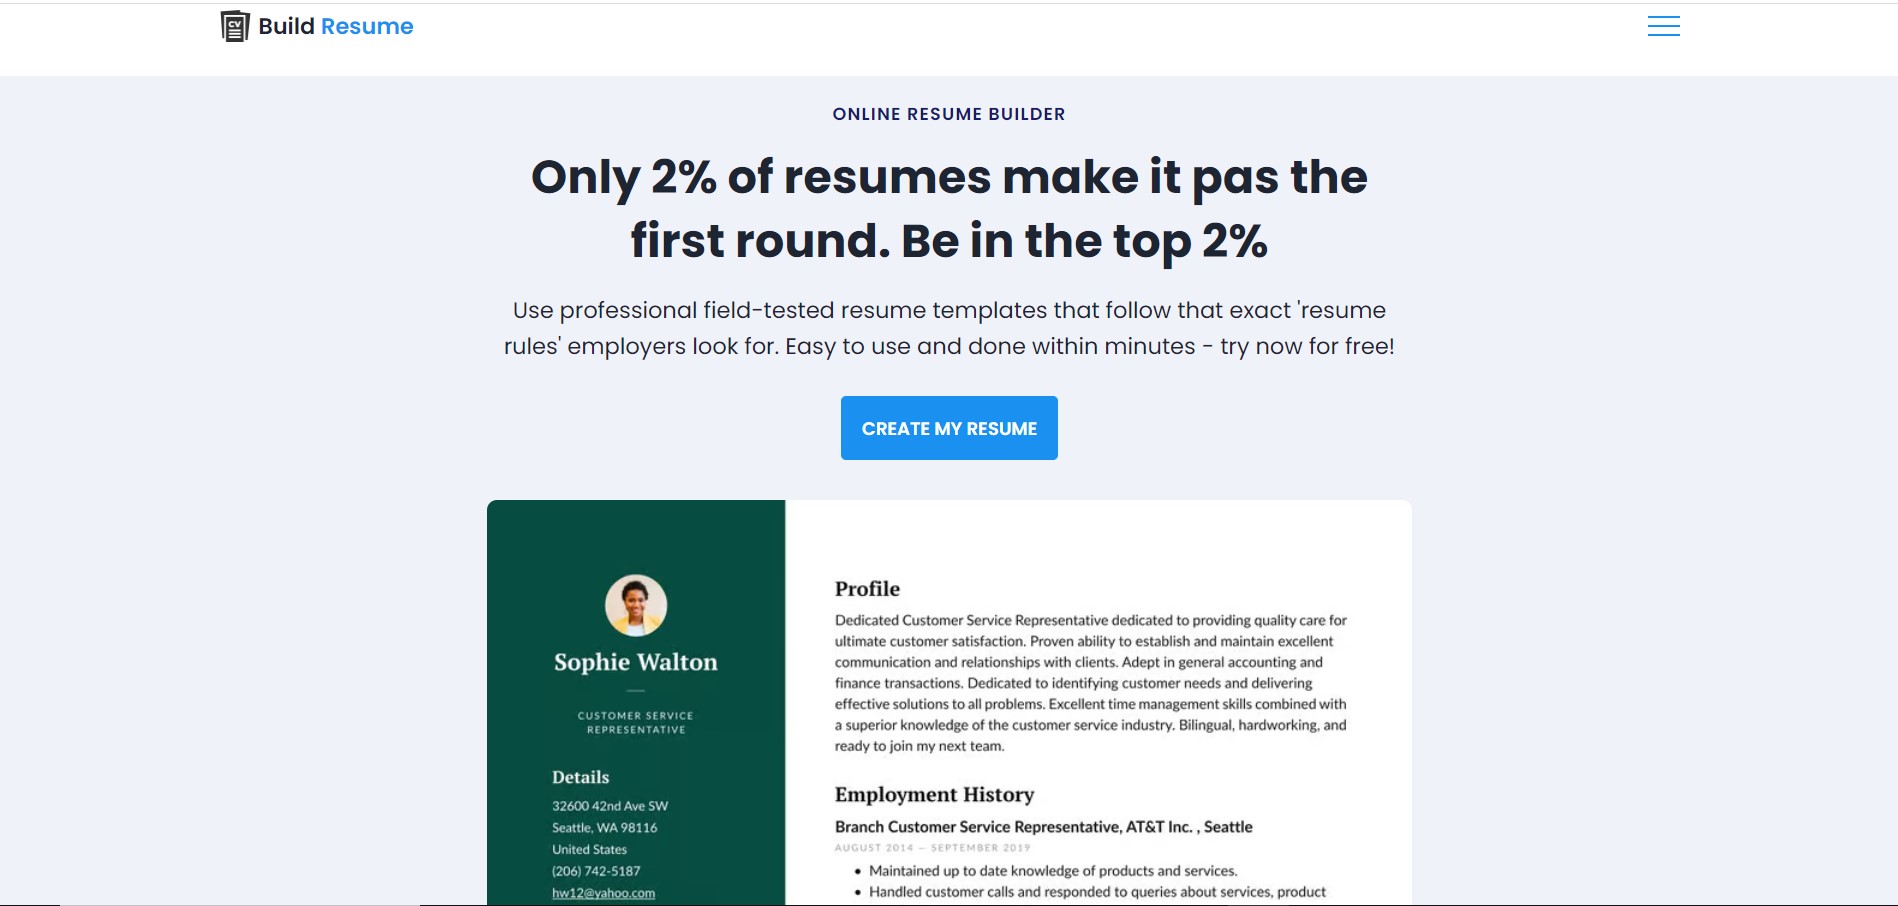 CV Build Resume
ONLINE RESUME BUILDER
Only 2% of resumes make it pas the
first round. Be in the top 2%
Use professional field-tested resume templates that follow that exact 'resume
rules' employers look for. Easy to use and done within minutes - try now for free!
CREATE MY RESUME
Sophie Walton
CUSTOMER SERVICE
REPRESENTATIVE
Details
32600 42nd Ave SW
Seattle, WA 98116
United States
(206) 742-5187
hw12@yahoo.com
Profile
Dedicated Customer Service Representative dedicated to providing quality care for
ultimate customer satisfaction. Proven ability to establish and maintain excellent
communication and relationships with clients. Adept in general accounting and
finance transactions. Dedicated to identifying customer needs and delivering
effective solutions to all problems. Excellent time management skills combined with
a superior knowledge of the customer service industry. Bilingual, hardworking, and
ready to join my next team.
Employment History
Branch Customer Service Representative, AT&T Inc. , Seattle
AUGUST 2014 — SEPTEMBER 2019
• Maintained up to date knowledge of products and services.
• Handled customer calls and responded to queries about services, product